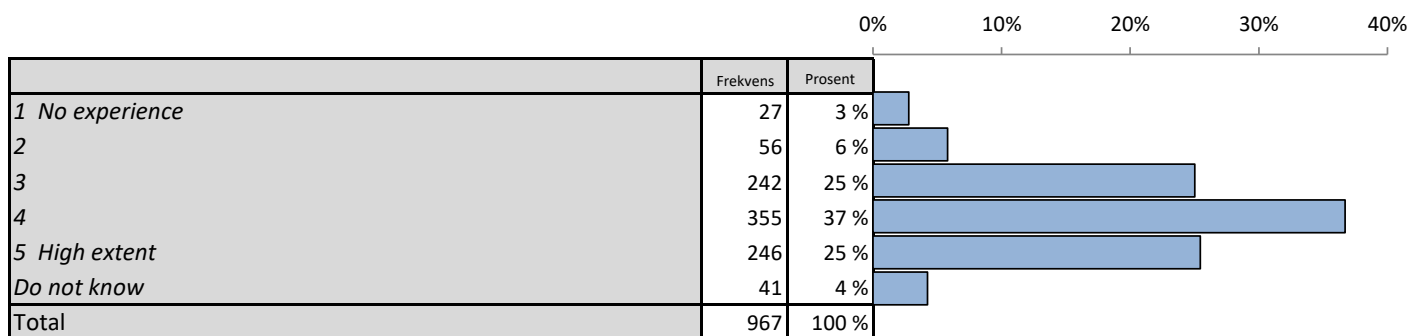 0% 10% 20% 30% 40%
Frekvens Prosent
1 No experience 27 3 %
2 56 6 %
3 242 25 %
4 355 37 %
5 High extent 246 25 %
Do not know 41 4 %
Total 967 100 %